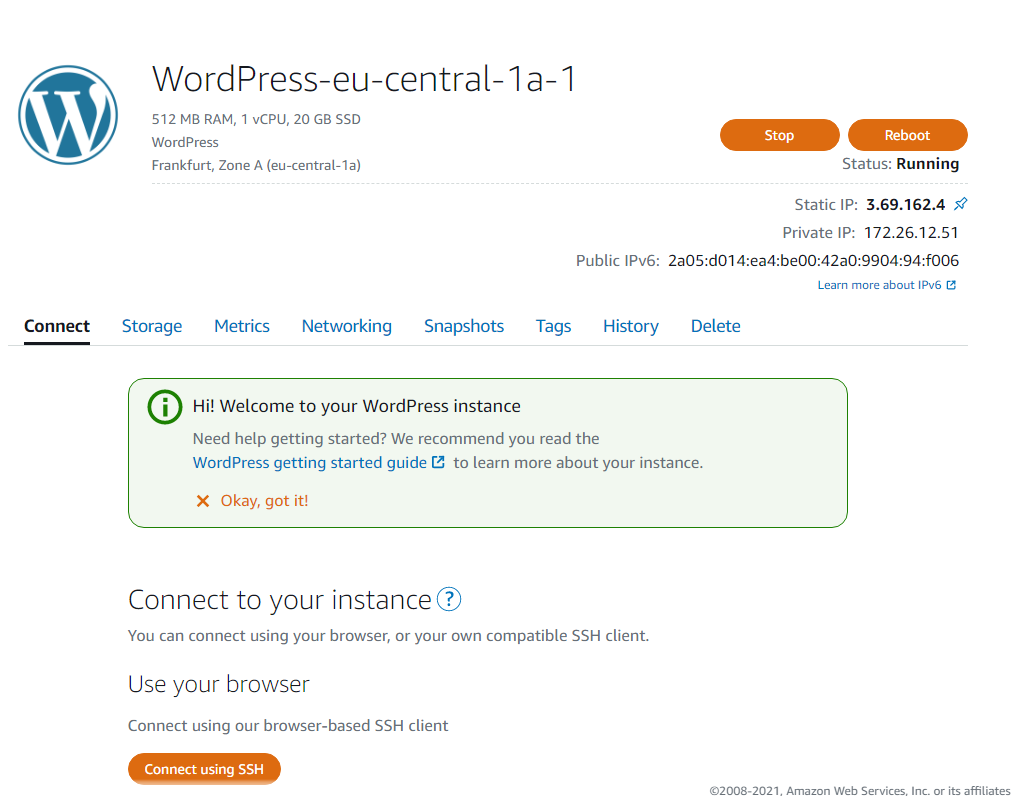 WordPress-eu-central-1a-1
512 MB RAM, 1 vCPU, 20 GB SSD
WordPress
Frankfurt, Zone A (eu-central-1a)
Stop Reboot
Status: Running
Static IP: 3.69.162.4
Private IP: 172.26.12.51
Public IPv6: 2a05:d014:ea4:be00:42a0:9904:94:f006
Learn more about IPv6
Connect Storage Metrics Networking Snapshots Tags History Delete
Hi! Welcome to your WordPress instance
Need help getting started? We recommend you read the
WordPress getting started guide to learn more about your instance.
Okay, got it!
Connect to your instance ?
You can connect using your browser, or your own compatible SSH client.
Use your browser
Connect using our browser-based SSH client
Connect using SSH
©2008-2021, Amazon Web Services, Inc. or its affiliates